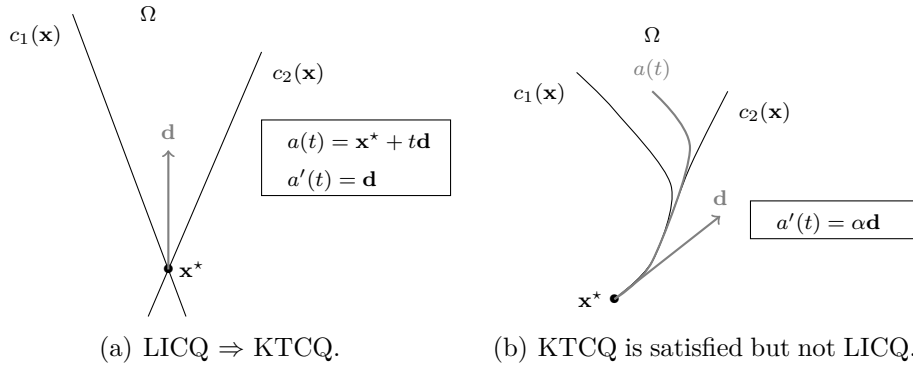 Ω
c₁(𝐱)
c₂(𝐱)
𝐝
a(t) = 𝐱⋆ + t𝐝
a′(t) = 𝐝
𝐱⋆
(a) LICQ ⇒ KTCQ.
Ω
a(t)
c₁(𝐱)
c₂(𝐱)
𝐝
a′(t) = α𝐝
𝐱⋆
(b) KTCQ is satisfied but not LICQ.